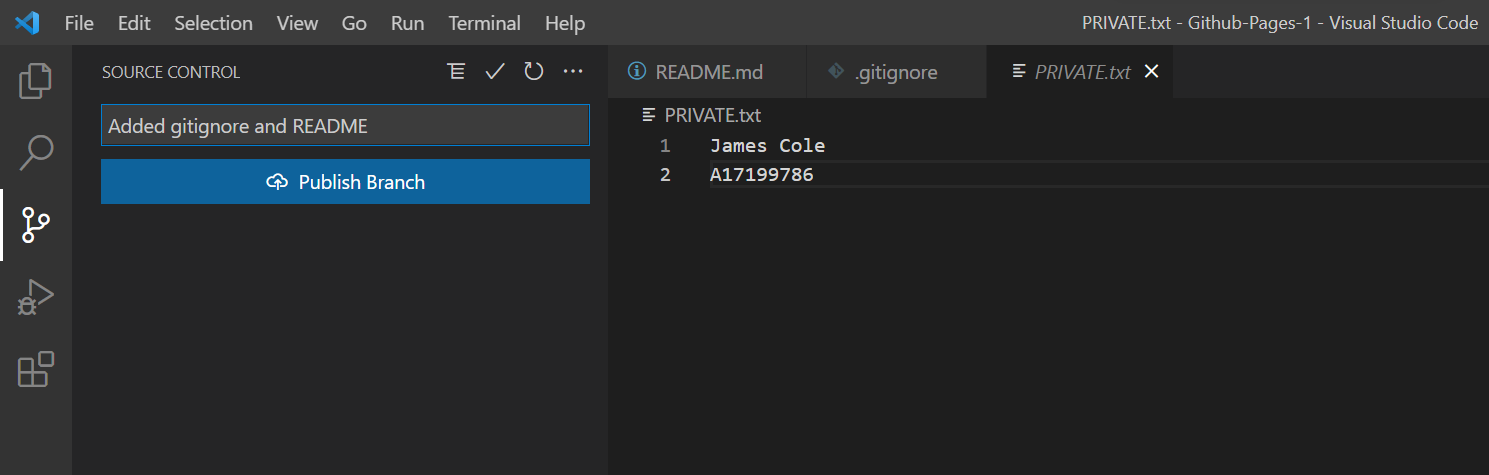 File Edit Selection View Go Run Terminal Help PRIVATE.txt - Github-Pages-1 - Visual Studio Code
SOURCE CONTROL
Added gitignore and README
Publish Branch
README.md .gitignore PRIVATE.txt
PRIVATE.txt
1 James Cole
2 A17199786